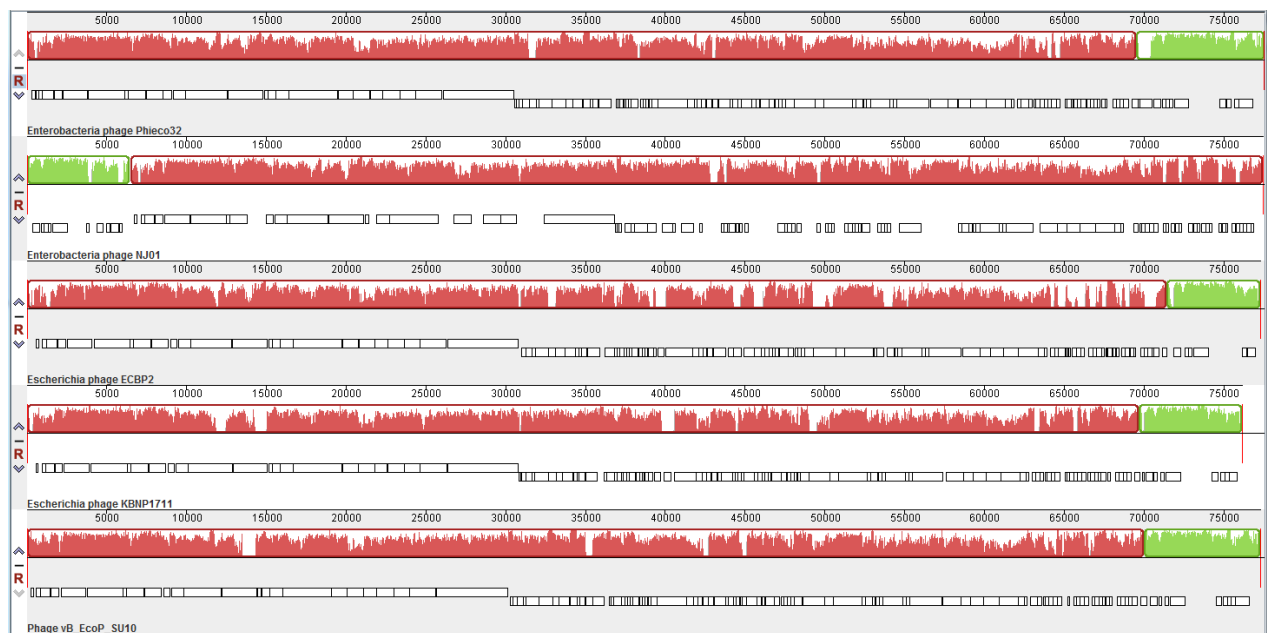 5000 10000 15000 20000 25000 30000 35000 40000 45000 50000 55000 60000 65000 70000 75000
R
Enterobacteria phage Phieco32
5000 10000 15000 20000 25000 30000 35000 40000 45000 50000 55000 60000 65000 70000 75000
R
Enterobacteria phage NJ01
5000 10000 15000 20000 25000 30000 35000 40000 45000 50000 55000 60000 65000 70000 75000
R
Escherichia phage ECBP2
5000 10000 15000 20000 25000 30000 35000 40000 45000 50000 55000 60000 65000 70000 75000
R
Escherichia phage KBNP1711
5000 10000 15000 20000 25000 30000 35000 40000 45000 50000 55000 60000 65000 70000 75000
R
Phage vB_EcoP_SU10